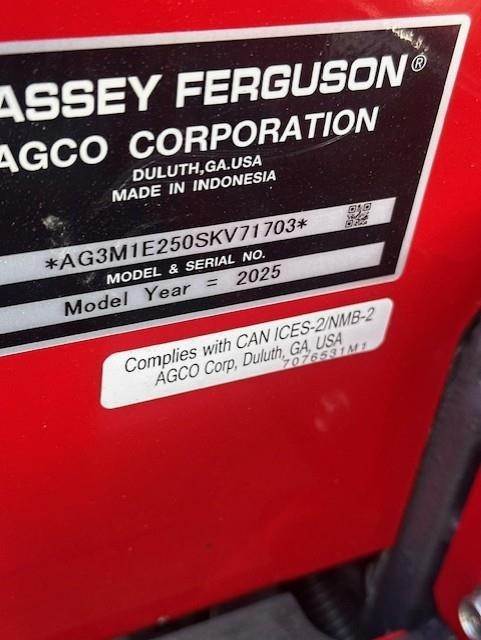 ASSEY FERGUSON®
AGCO CORPORATION
DULUTH,GA.USA
MADE IN INDONESIA
*AG3M1E250SKV71703*
MODEL & SERIAL NO.
Model Year = 2025
Complies with CAN ICES-2/NMB-2
AGCO Corp, Duluth, GA, USA
7076531M1